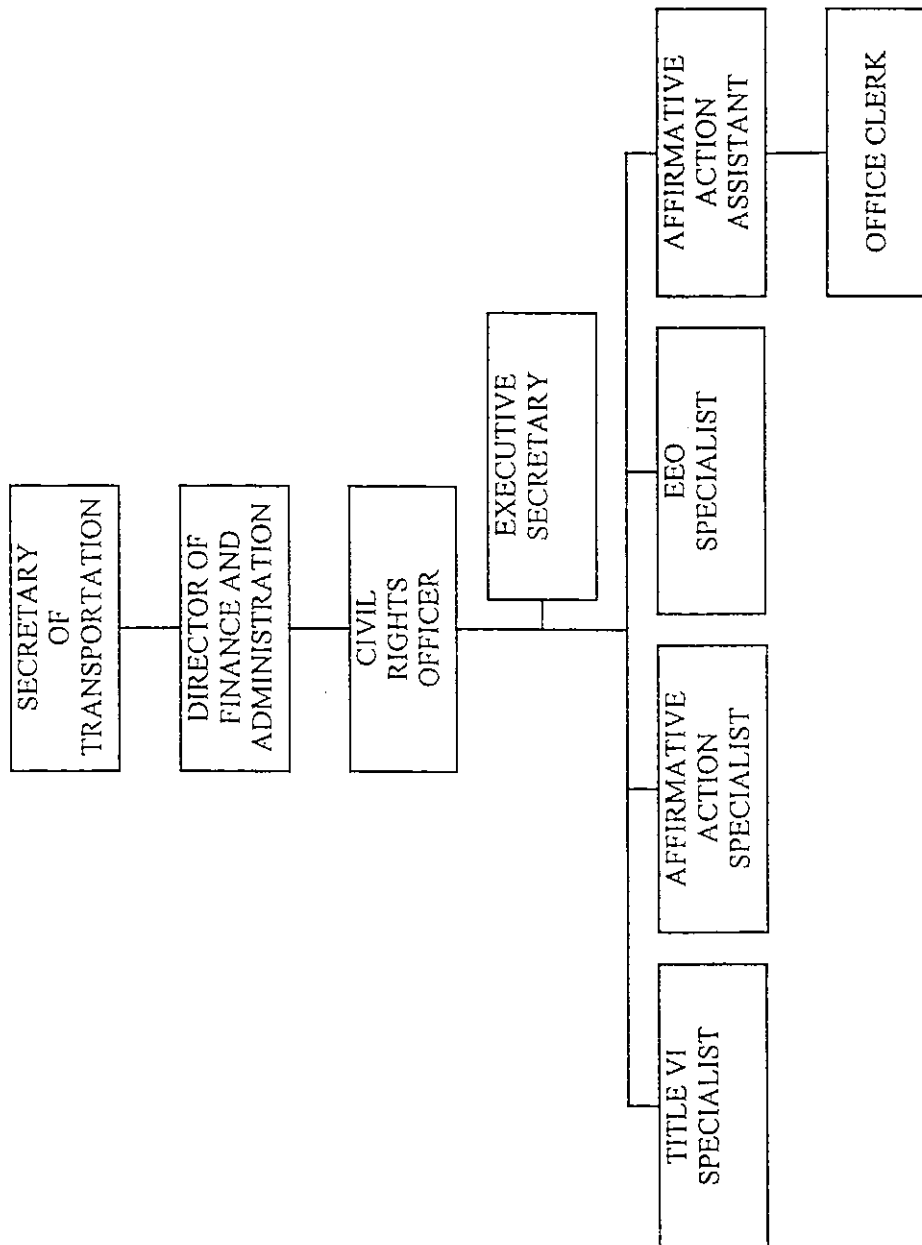 SECRETARY
OF
TRANSPORTATION
DIRECTOR OF
FINANCE AND
ADMINISTRATION
CIVIL
RIGHTS
OFFICER
EXECUTIVE
SECRETARY
TITLE VI
SPECIALIST
AFFIRMATIVE
ACTION
SPECIALIST
EEO
SPECIALIST
AFFIRMATIVE
ACTION
ASSISTANT
OFFICE CLERK